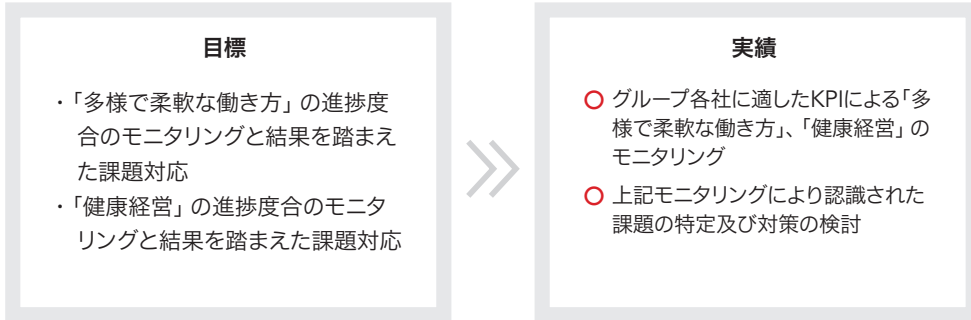 目標
・「多様で柔軟な働き方」の進捗度
合のモニタリングと結果を踏まえ
た課題対応
・「健康経営」の進捗度合のモニタ
リングと結果を踏まえた課題対応
実績
○ グループ各社に適したKPIによる「多
様で柔軟な働き方」、「健康経営」の
モニタリング
○ 上記モニタリングにより認識された
課題の特定及び対策の検討